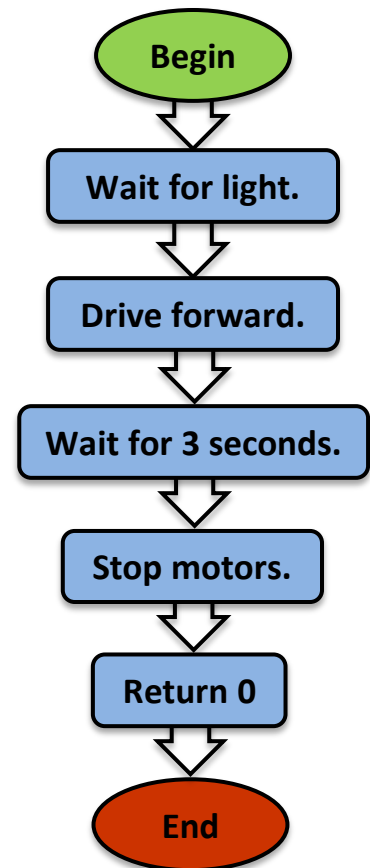 Begin
Wait for light.
Drive forward.
Wait for 3 seconds.
Stop motors.
Return 0
End